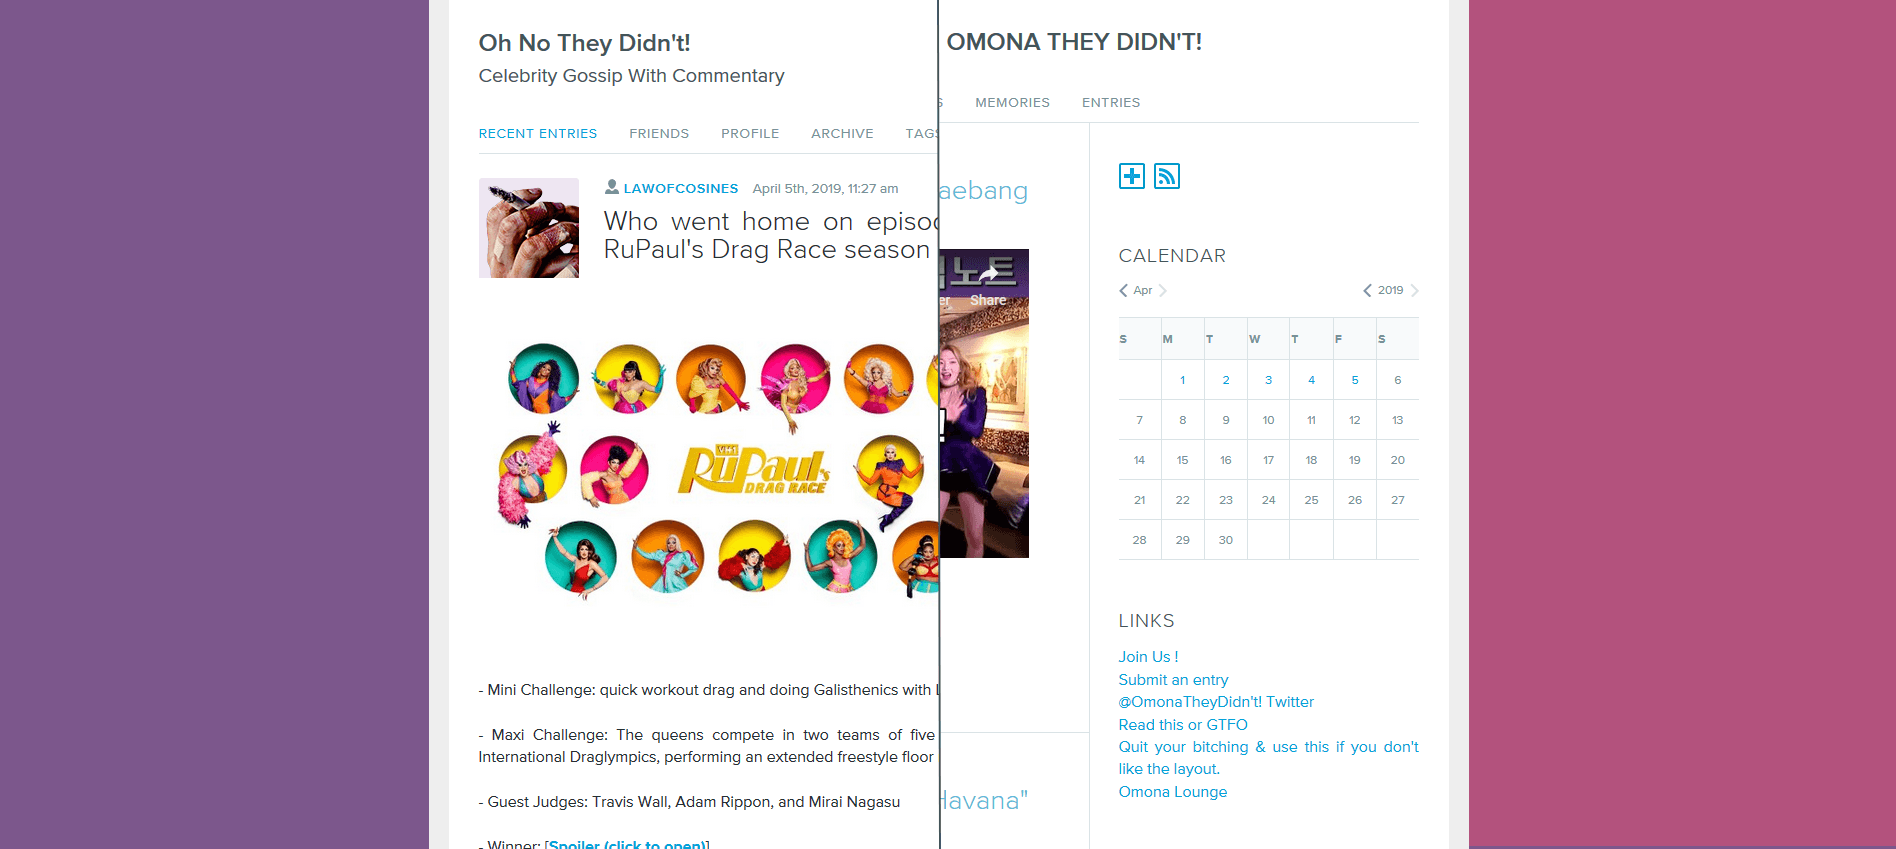 Oh No They Didn't!
Celebrity Gossip With Commentary
RECENT ENTRIES FRIENDS PROFILE ARCHIVE TAGS
LAWOFCOSINES April 5th, 2019, 11:27 am
Who went home on
RuPaul's Drag Race season
VH1
RuPaul's
DRAG RACE
- Mini Challenge: quick workout drag and doing Galisthenics with
- Maxi Challenge: The queens compete in two teams of five
International Draglympics, performing an extended freestyle floor
- Guest Judges: Travis Wall, Adam Rippon, and Mirai Nagasu
- Winner: [Spoiler (click to open)]
OMONA THEY DIDN'T!
MEMORIES ENTRIES
aebang
노트
er Share
Havana"
CALENDAR
Apr 2019
S M T W T F S
1 2 3 4 5 6
7 8 9 10 11 12 13
14 15 16 17 18 19 20
21 22 23 24 25 26 27
28 29 30
LINKS
Join Us !
Submit an entry
@OmonaTheyDidn't! Twitter
Read this or GTFO
Quit your bitching & use this if you don't
like the layout.
Omona Lounge